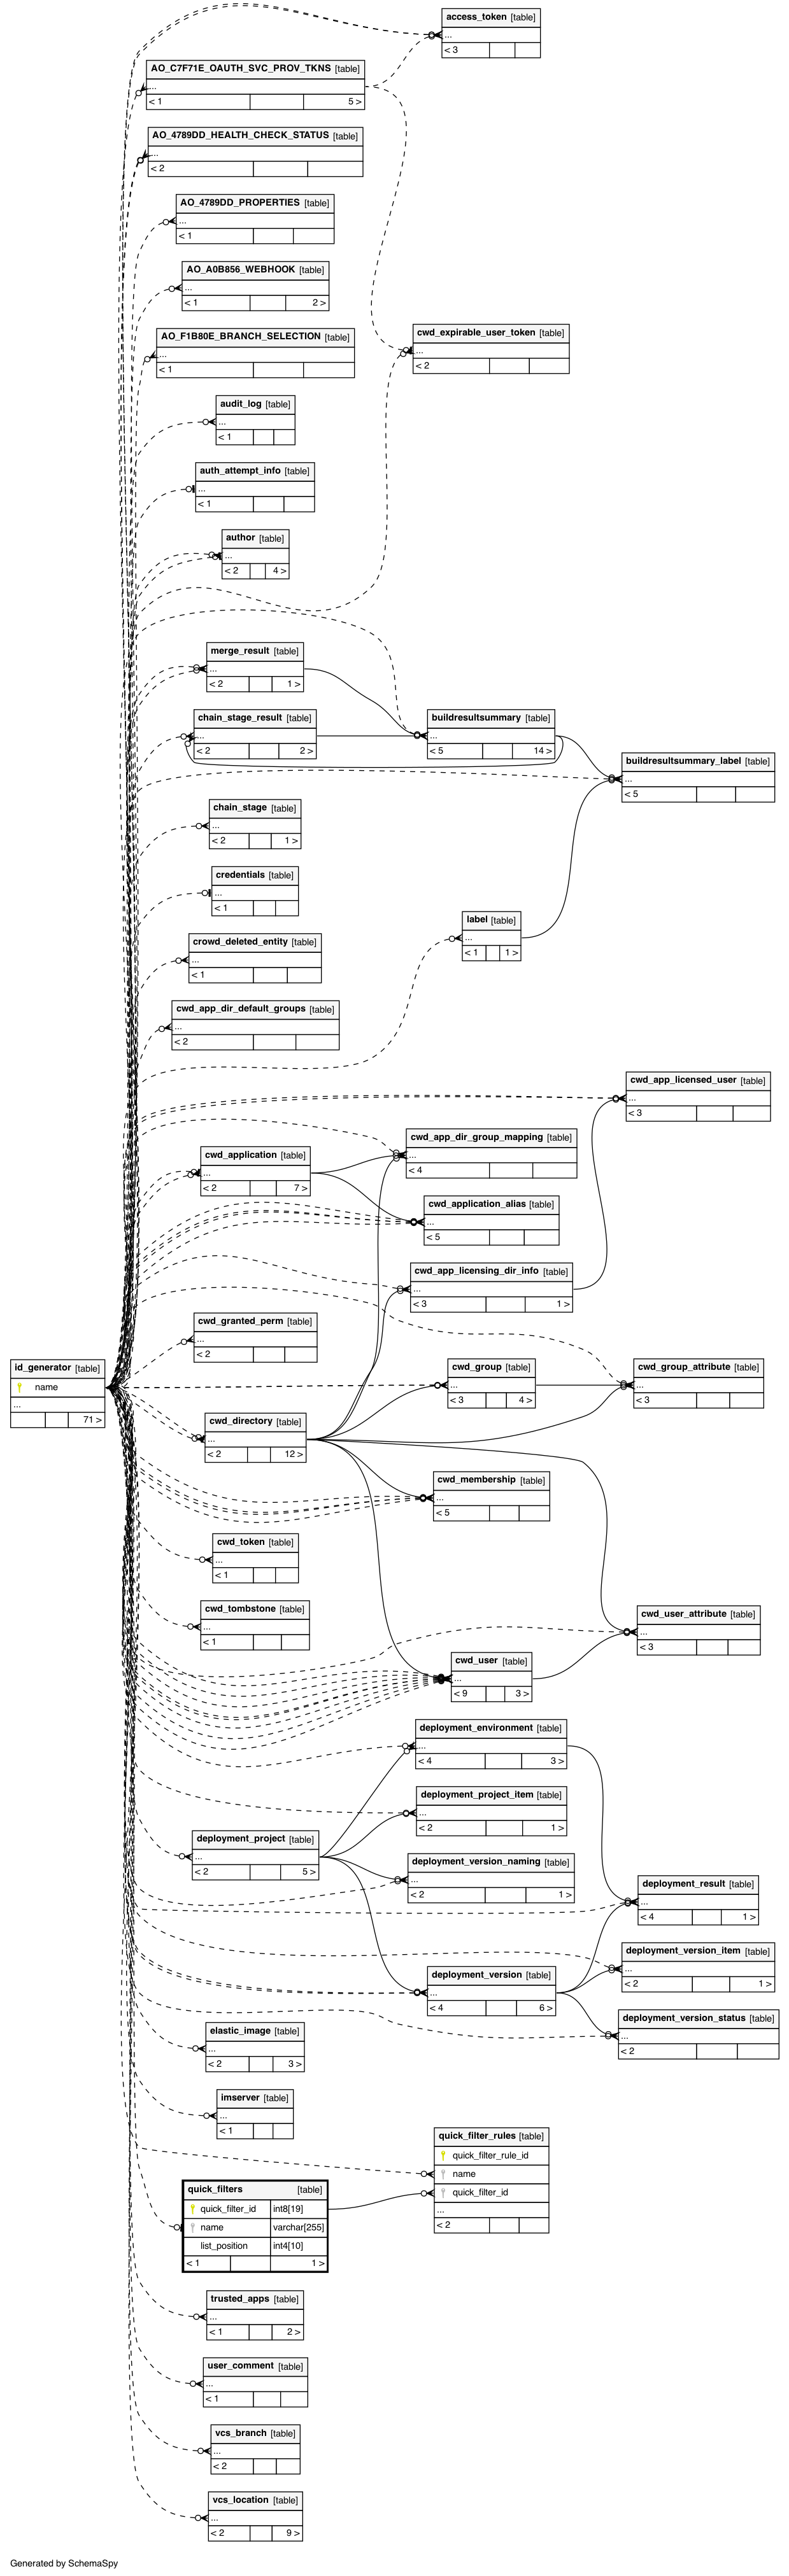 access_token [table]
...
< 3
AO_C7F71E_OAUTH_SVC_PROV_TKNS [table]
...
< 1 5 >
AO_4789DD_HEALTH_CHECK_STATUS [table]
...
< 2
AO_4789DD_PROPERTIES [table]
...
< 1
AO_A0B856_WEBHOOK [table]
...
< 1 2 >
AO_F1B80E_BRANCH_SELECTION [table]
...
< 1
cwd_expirable_user_token [table]
...
< 2
audit_log [table]
...
< 1
auth_attempt_info [table]
...
< 1
author [table]
...
< 2 4 >
merge_result [table]
...
< 2 1 >
chain_stage_result [table]
...
< 2 2 >
buildresultsummary [table]
...
< 5 14 >
buildresultsummary_label [table]
...
< 5
chain_stage [table]
...
< 2 1 >
credentials [table]
...
< 1
label [table]
...
< 1 1 >
crowd_deleted_entity [table]
...
< 1
cwd_app_dir_default_groups [table]
...
< 2
cwd_app_licensed_user [table]
...
< 3
cwd_app_dir_group_mapping [table]
...
< 4
cwd_application [table]
...
< 2 7 >
cwd_application_alias [table]
...
< 5
cwd_app_licensing_dir_info [table]
...
< 3 1 >
cwd_granted_perm [table]
...
< 2
id_generator [table]
name
...
71 >
cwd_group [table]
...
< 3 4 >
cwd_group_attribute [table]
...
< 3
cwd_directory [table]
...
< 2 12 >
cwd_membership [table]
...
< 5
cwd_token [table]
...
< 1
cwd_tombstone [table]
...
< 1
cwd_user_attribute [table]
...
< 3
cwd_user [table]
...
< 9 3 >
deployment_environment [table]
...
< 4 3 >
deployment_project_item [table]
...
< 2 1 >
deployment_project [table]
...
< 2 5 >
deployment_version_naming [table]
...
< 2 1 >
deployment_result [table]
...
< 4 1 >
deployment_version_item [table]
...
< 2 1 >
deployment_version [table]
...
< 4 6 >
deployment_version_status [table]
...
< 2
elastic_image [table]
...
< 2 3 >
imserver [table]
...
< 1
quick_filter_rules [table]
quick_filter_rule_id
name
quick_filter_id
...
< 2
quick_filters [table]
quick_filter_id int8[19]
name varchar[255]
list_position int4[10]
< 1 1 >
trusted_apps [table]
...
< 1 2 >
user_comment [table]
...
< 1
vcs_branch [table]
...
< 2
vcs_location [table]
...
< 2 9 >
Generated by SchemaSpy